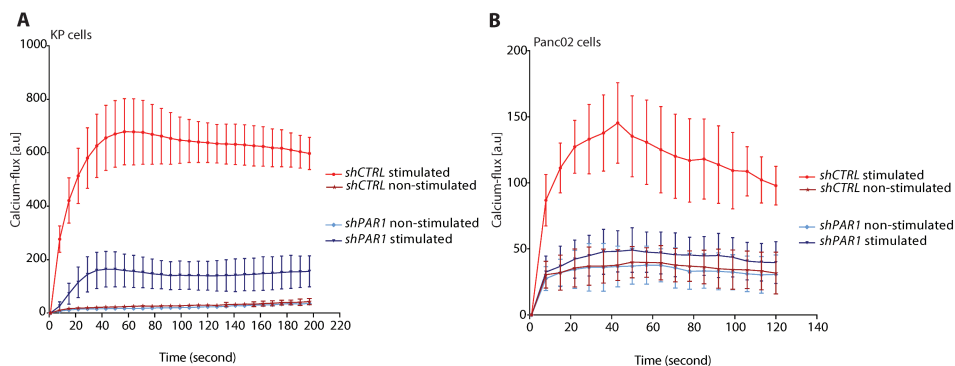 A
KP cells
1000
800
600
400
200
0
Calcium-flux [a.u]
0 20 40 60 80 100 120 140 160 180 200 220
Time (second)
shCTRL stimulated
shCTRL non-stimulated
shPAR1 non-stimulated
shPAR1 stimulated
B
Panc02 cells
200
150
100
50
0
Calcium-flux [a.u]
0 20 40 60 80 100 120 140
Time (second)
shCTRL stimulated
shCTRL non-stimulated
shPAR1 non-stimulated
shPAR1 stimulated